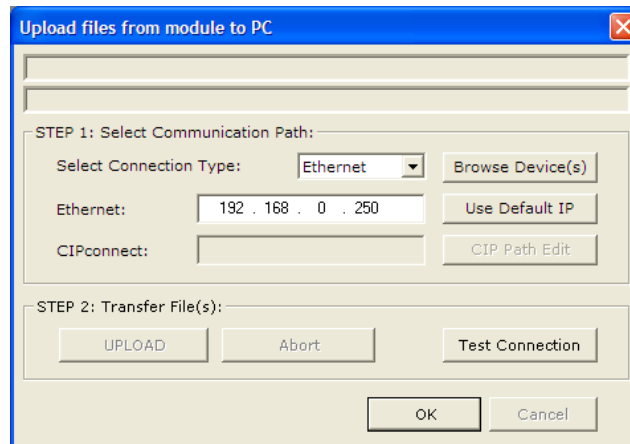 Upload files from module to PC
STEP 1: Select Communication Path:
Select Connection Type: Ethernet Browse Device(s)
Ethernet: 192 . 168 . 0 . 250 Use Default IP
CIPconnect: CIP Path Edit
STEP 2: Transfer File(s):
UPLOAD Abort Test Connection
OK Cancel